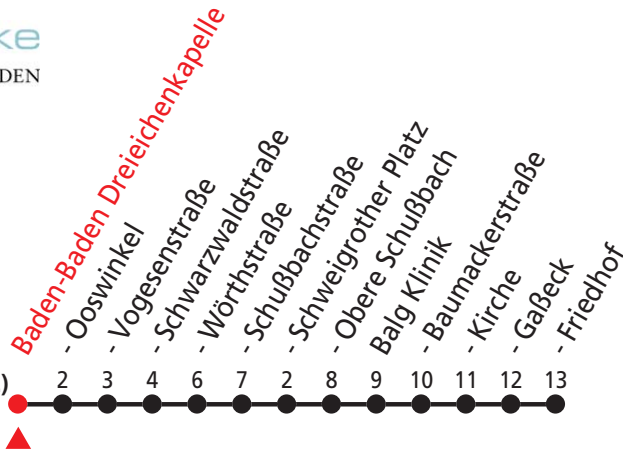 ke
DEN
Baden-Baden Dreieichenkapelle
- Ooswinkel
- Vogesenstraße
- Schwarzwaldstraße
- Wörthstraße
- Schußbachstraße
- Schweigrother Platz
- Obere Schußbach
Balg Klinik
- Baumackerstraße
- Kirche
- Gaßeck
- Friedhof
) 2 3 4 6 7 2 8 9 10 11 12 13